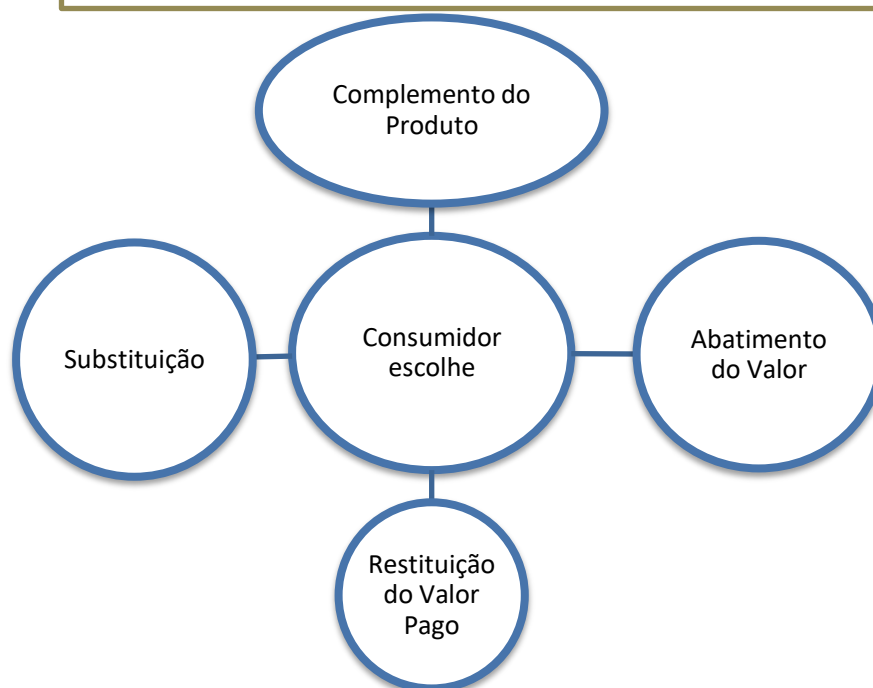 Complemento do
Produto
Substituição
Consumidor
escolhe
Abatimento
do Valor
Restituição
do Valor
Pago